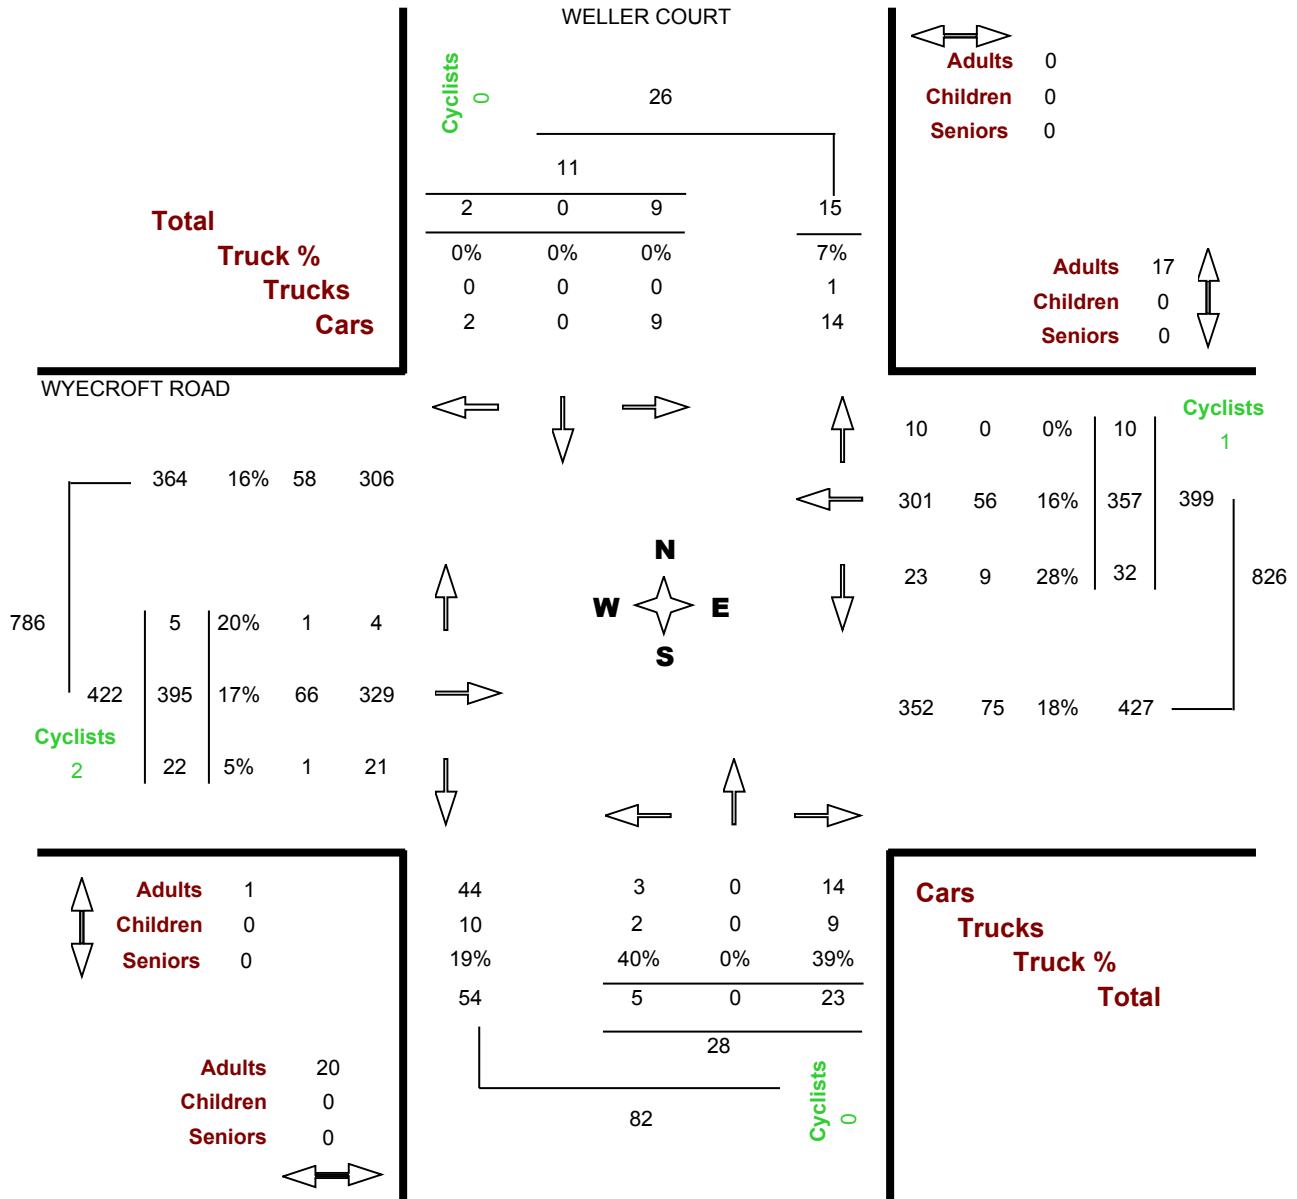 WELLER COURT
Cyclists
0
26
Adults 0
Children 0
Seniors 0
11
Total
2 0 9 15
Truck %
0% 0% 0% 7%
Trucks
0 0 0 1
Cars
2 0 9 14
Adults 17
Children 0
Seniors 0
WYECROFT ROAD
Cyclists
1
10 0 0% 10
364 16% 58 306
301 56 16% 357 399
23 9 28% 32
826
N
W E
S
786
5 20% 1 4
422 395 17% 66 329
352 75 18% 427
Cyclists
2
22 5% 1 21
Adults 1
Children 0
Seniors 0
44 3 0 14
10 2 0 9
19% 40% 0% 39%
54 5 0 23
28
Cars
Trucks
Truck %
Total
Adults 20
Children 0
Seniors 0
82
Cyclists
0